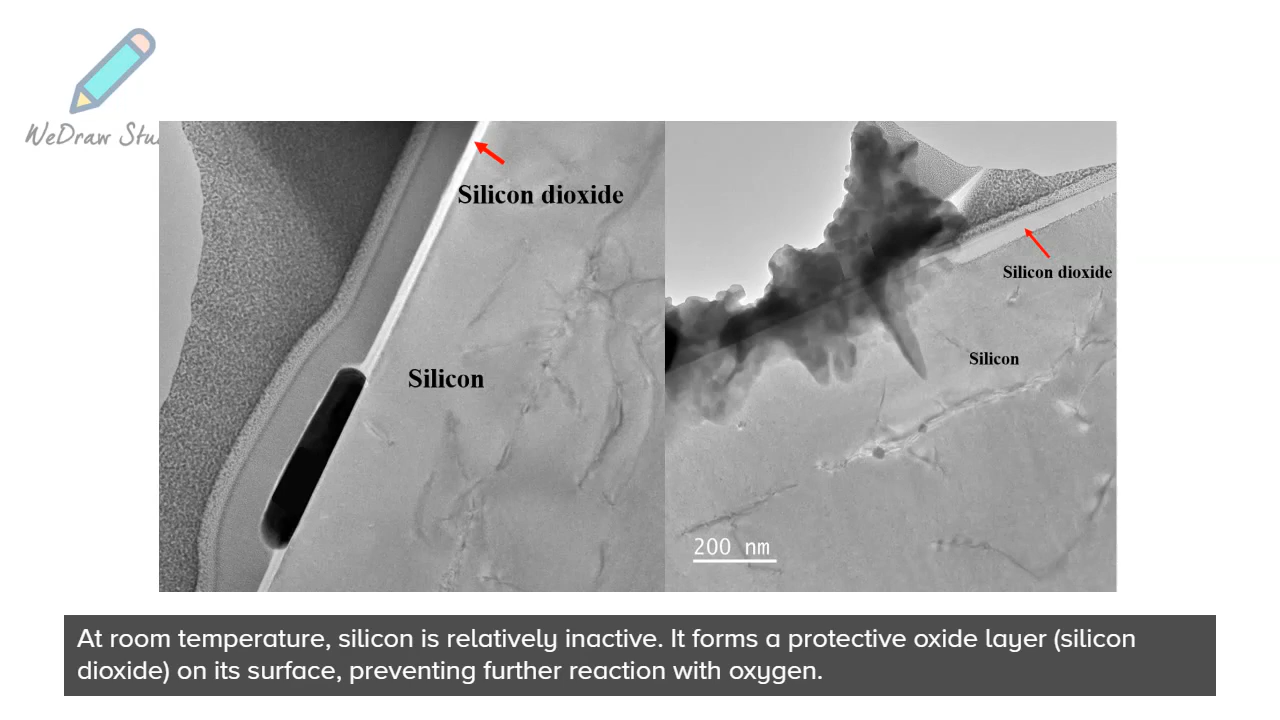 WeDraw Stu
Silicon dioxide
Silicon
Silicon dioxide
Silicon
200 nm
At room temperature, silicon is relatively inactive. It forms a protective oxide layer (silicon
dioxide) on its surface, preventing further reaction with oxygen.